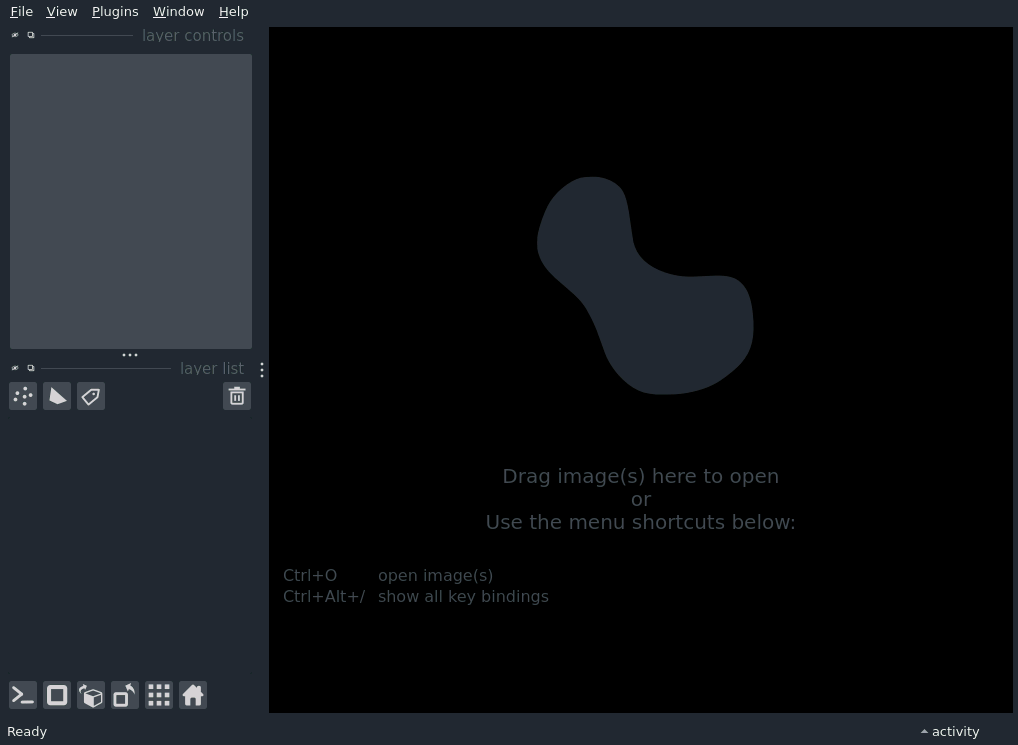 File View Plugins Window Help
layer controls
layer list
Drag image(s) here to open
or
Use the menu shortcuts below:
Ctrl+O open image(s)
Ctrl+Alt+/ show all key bindings
Ready
activity